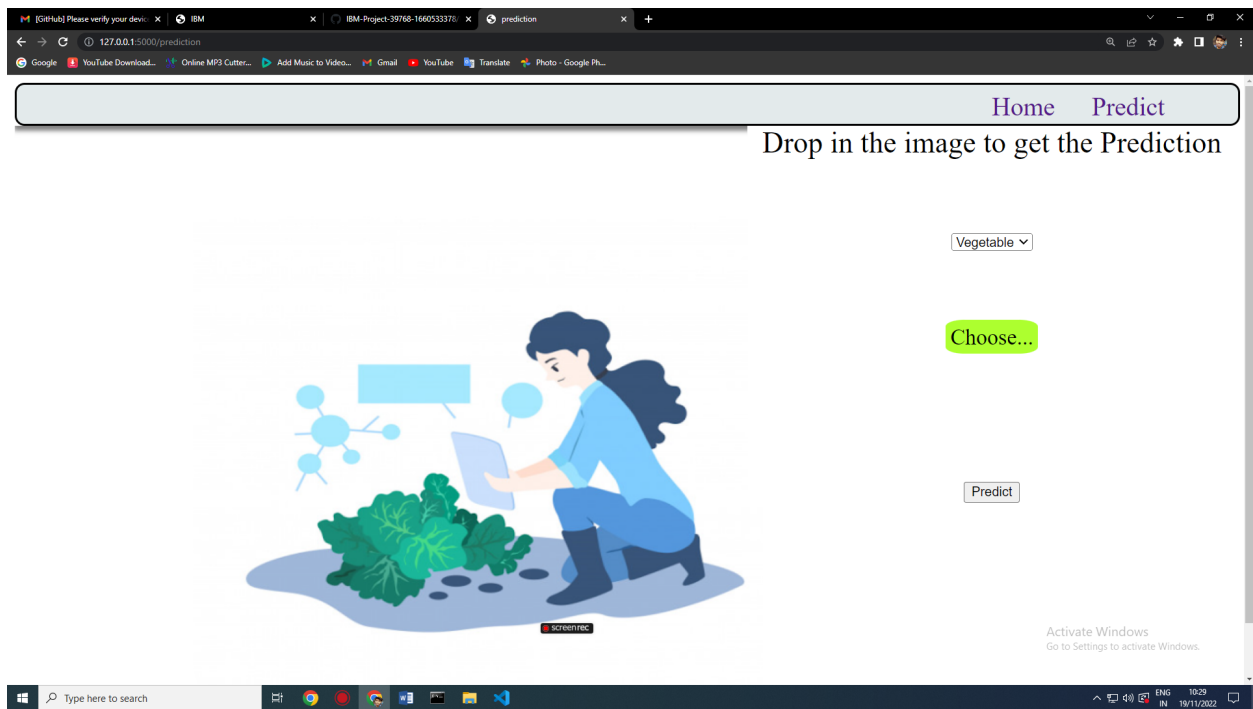 [GitHub] Please verify your devic
IBM
IBM-Project-39768-1660533378/
prediction
127.0.0.1:5000/prediction
Google
YouTube Download...
Online MP3 Cutter...
Add Music to Video...
Gmail
YouTube
Translate
Photo - Google Ph...
Home
Predict
Drop in the image to get the Prediction
Vegetable
Choose...
Predict
screenrec
Activate Windows
Go to Settings to activate Windows.
Type here to search
ENG
IN
10:29
19/11/2022